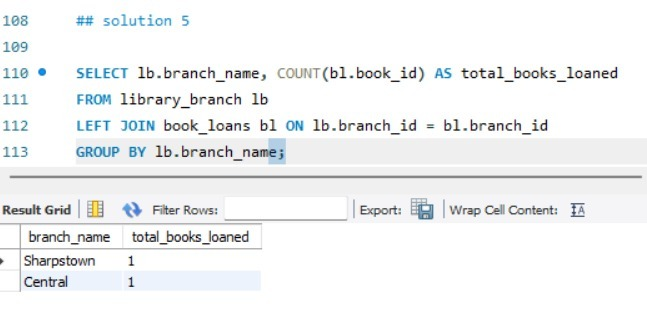 108 ## solution 5
109
110 SELECT lb.branch_name, COUNT(bl.book_id) AS total_books_loaned
111 FROM library_branch lb
112 LEFT JOIN book_loans bl ON lb.branch_id = bl.branch_id
113 GROUP BY lb.branch_name;
Result Grid Filter Rows: Export: Wrap Cell Content: IA
branch_name total_books_loaned
Sharpstown 1
Central 1